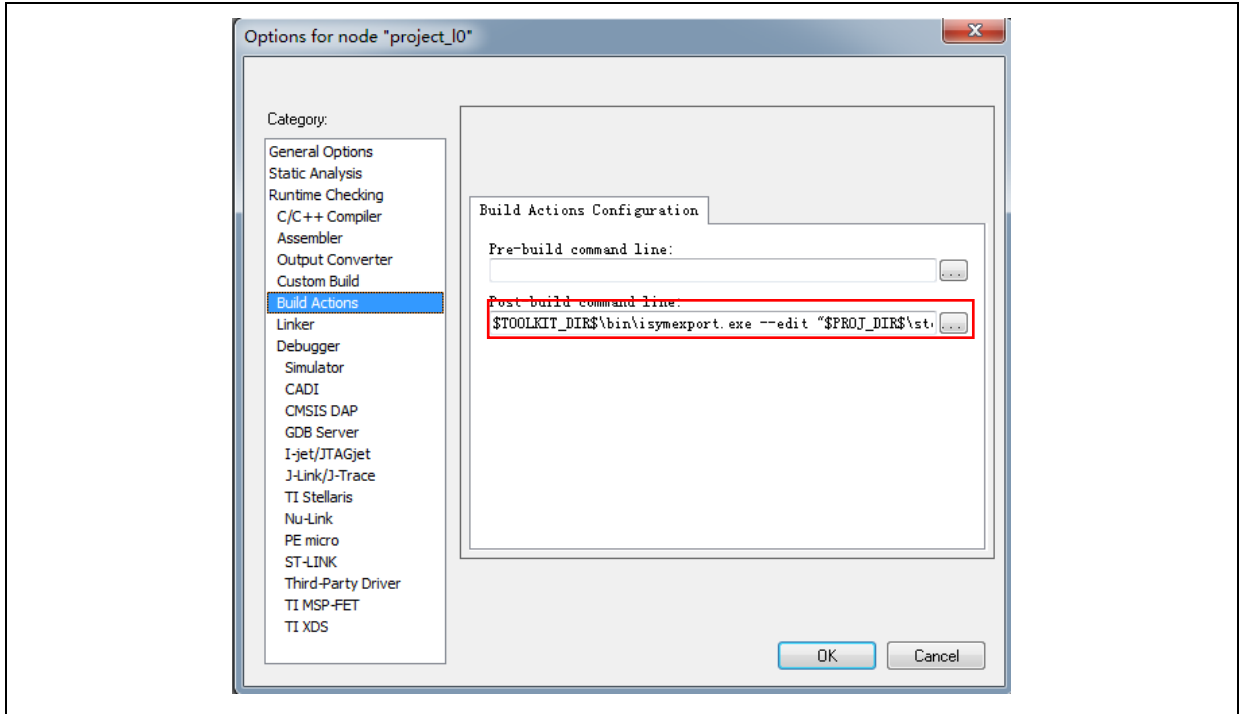 Options for node "project_l0"
Category:
General Options
Static Analysis
Runtime Checking
C/C++ Compiler
Assembler
Output Converter
Custom Build
Build Actions
Linker
Debugger
Simulator
CADI
CMSIS DAP
GDB Server
I-jet/JTAGjet
J-Link/J-Trace
TI Stellaris
Nu-Link
PE micro
ST-LINK
Third-Party Driver
TI MSP-FET
TI XDS
Build Actions Configuration
Pre-build command line:
...
Post-build command line:
$TOOLKIT_DIR$\bin\isymexport.exe --edit “$PROJ_DIR$\st
...
OK
Cancel